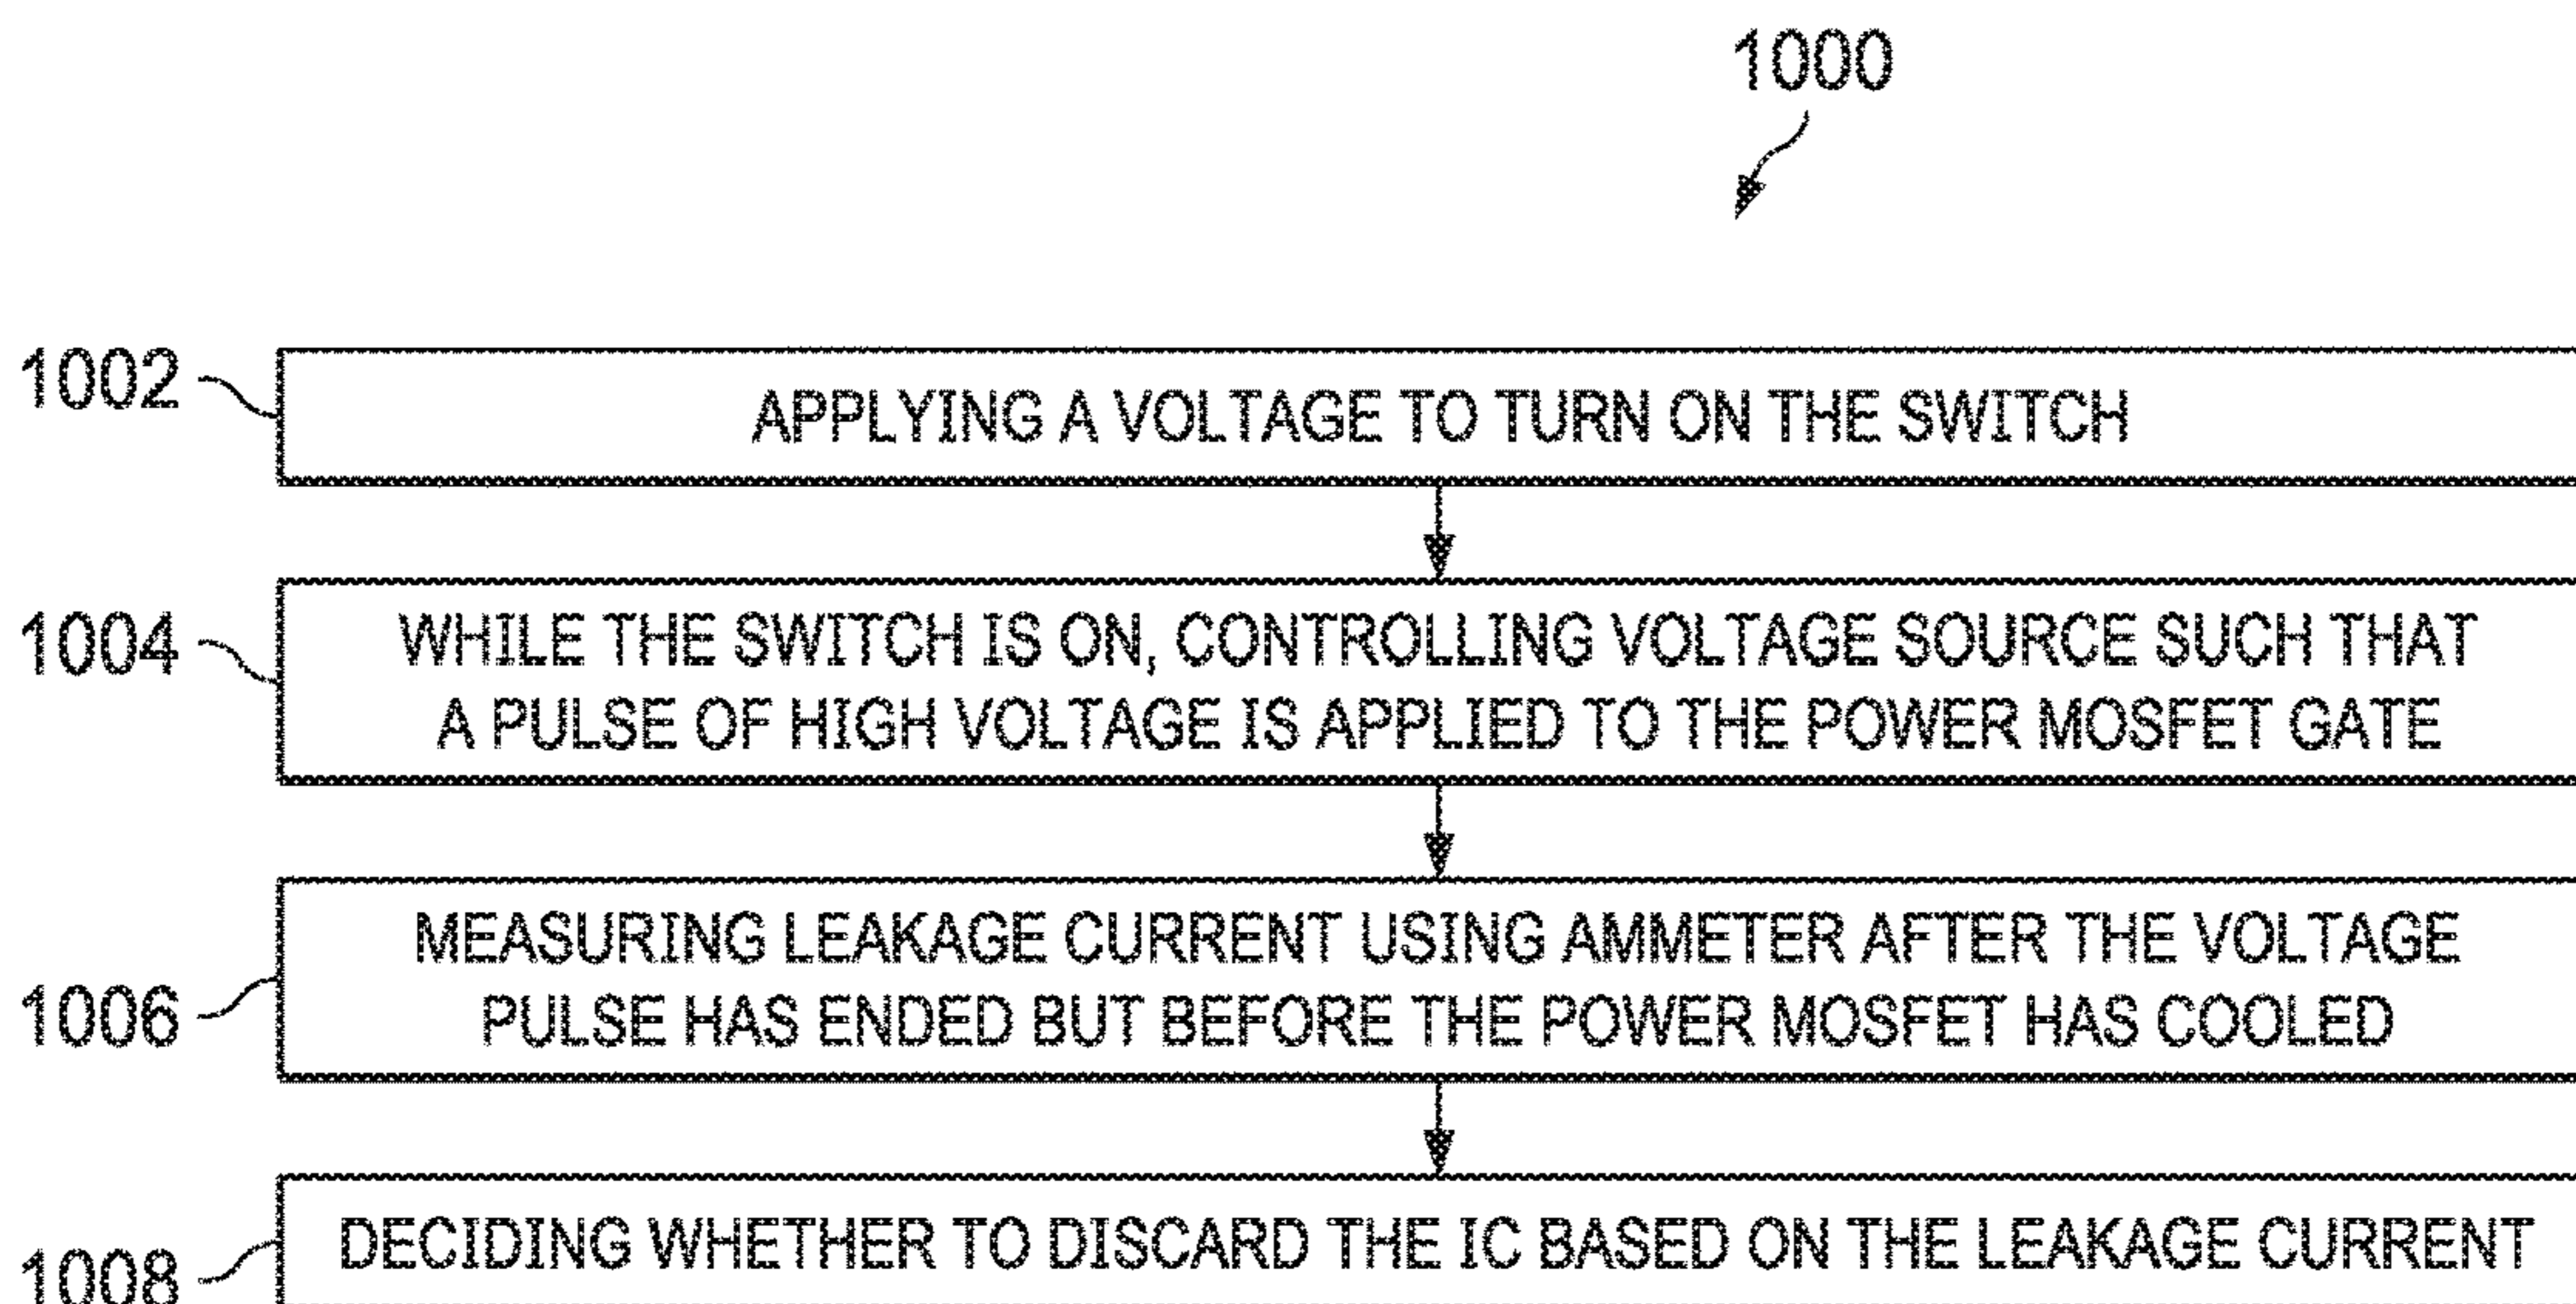 1000
1002
APPLYING A VOLTAGE TO TURN ON THE SWITCH
1004
WHILE THE SWITCH IS ON, CONTROLLING VOLTAGE SOURCE SUCH THAT
A PULSE OF HIGH VOLTAGE IS APPLIED TO THE POWER MOSFET GATE
1006
MEASURING LEAKAGE CURRENT USING AMMETER AFTER THE VOLTAGE
PULSE HAS ENDED BUT BEFORE THE POWER MOSFET HAS COOLED
1008
DECIDING WHETHER TO DISCARD THE IC BASED ON THE LEAKAGE CURRENT